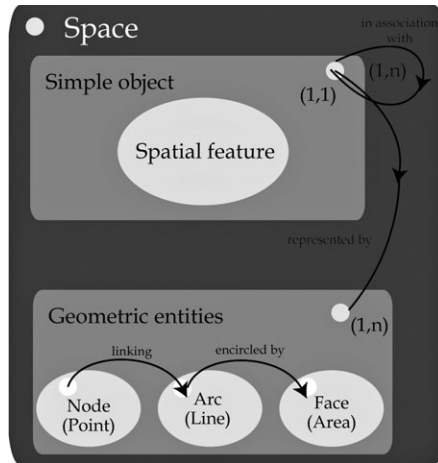 Space
in association
with
Simple object
(1,n)
(1,1)
Spatial feature
represented by
Geometric entities
(1,n)
linking
encircled by
Node
(Point)
Arc
(Line)
Face
(Area)